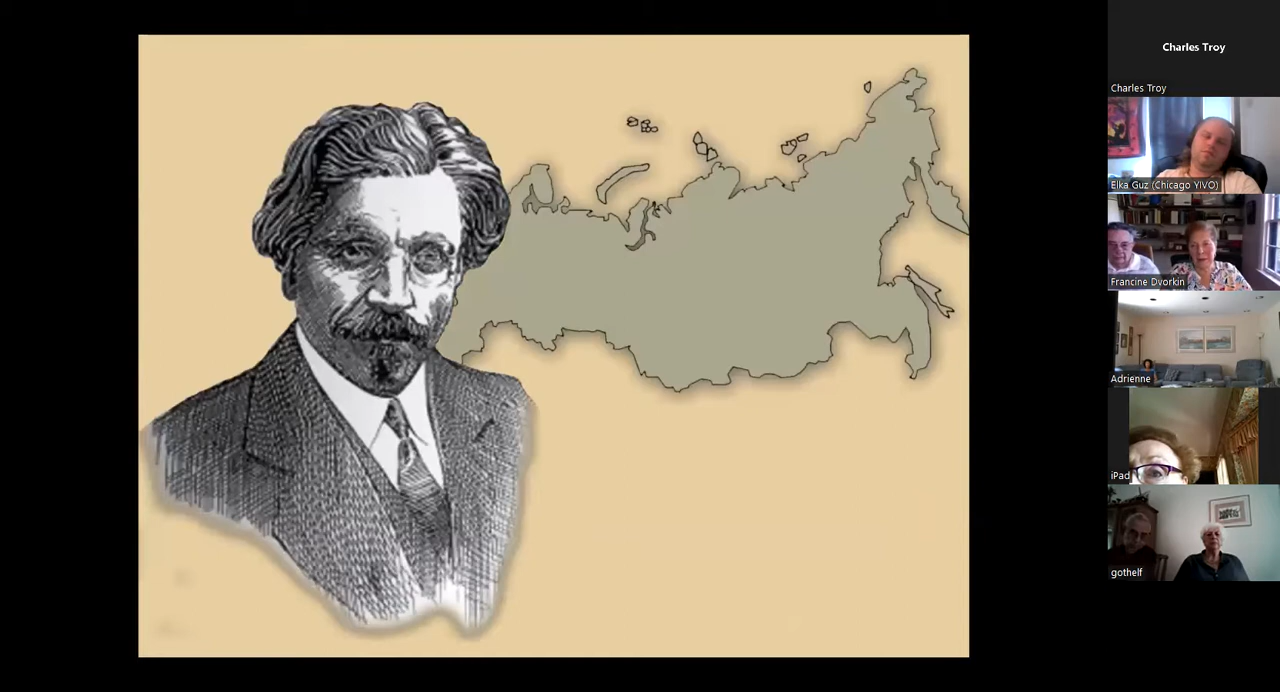 Charles Troy
Charles Troy
Elka Guz (Chicago YIVO)
Francine Dvorkin
Adrienne
iPad
gothelf